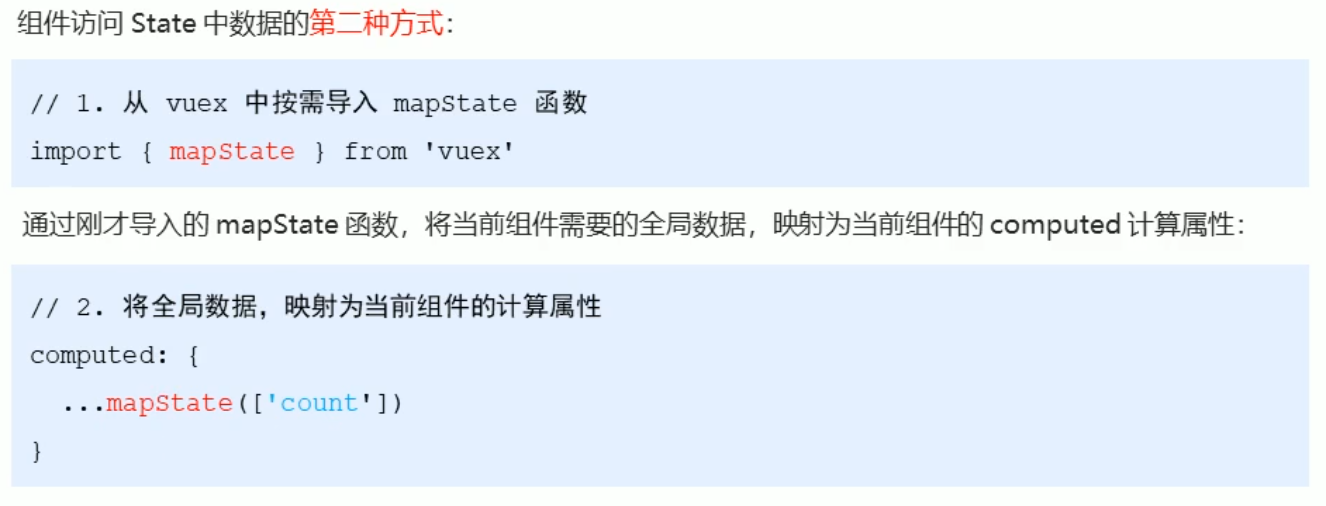 组件访问 State 中数据的第二种方式：
// 1. 从 vuex 中按需导入 mapState 函数
import { mapState } from 'vuex'
通过刚才导入的 mapState 函数，将当前组件需要的全局数据，映射为当前组件的 computed 计算属性：
// 2. 将全局数据，映射为当前组件的计算属性
computed: {
  ...mapState(['count'])
}